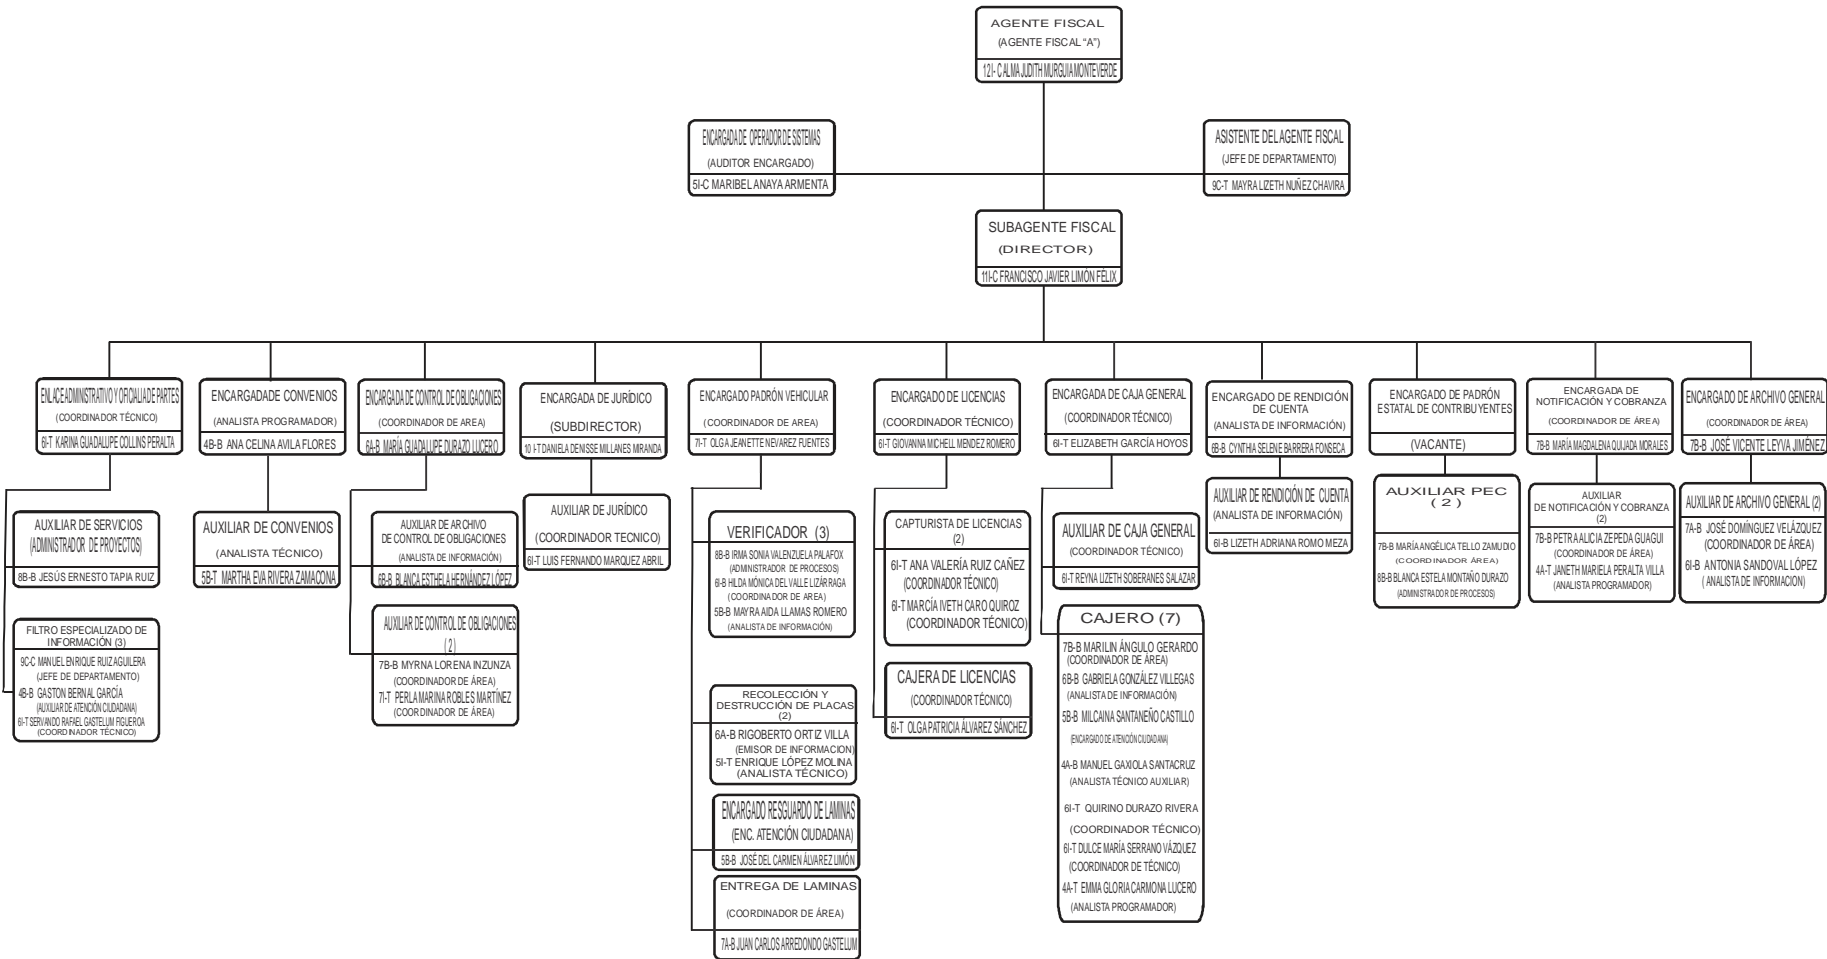 AGENTE FISCAL
(AGENTE FISCAL “A”)
12I- C ALMA JUDITH MURGUIA MONTEVERDE
ENCARGADA DE OPERADOR DE SISTEMAS
(AUDITOR ENCARGADO)
5I-C MARIBEL ANAYA ARMENTA
ASISTENTE DEL AGENTE FISCAL
(JEFE DE DEPARTAMENTO)
9C-T MAYRA LIZETH NUÑEZ CHAVIRA
SUBAGENTE FISCAL
(DIRECTOR)
11I-C FRANCISCO JAVIER LIMÓN FÉLIX
ENLACE ADMINISTRATIVO Y OFICIALIA DE PARTES
(COORDINADOR TÉCNICO)
6I-T KARINA GUADALUPE COLLINS PERALTA
AUXILIAR DE SERVICIOS
(ADMINISTRADOR DE PROYECTOS)
8B-B JESÚS ERNESTO TAPIA RUIZ
FILTRO ESPECIALIZADO DE
INFORMACIÓN (3)
9C-C MANUEL ENRIQUE RUIZ AGUILERA
(JEFE DE DEPARTAMENTO)
4B-B GASTON BERNAL GARCÍA
(AUXILIAR DE ATENCIÓN CIUDADANA)
6I-T SERVANDO RAFAEL GASTELUM FIGUEROA
(COORDINADOR TÉCNICO)
ENCARGADA DE CONVENIOS
(ANALISTA PROGRAMADOR)
4B-B ANA CELINA AVILA FLORES
AUXILIAR DE CONVENIOS
(ANALISTA TÉCNICO)
5B-T MARTHA EVA RIVERA ZAMACONA
ENCARGADA DE CONTROL DE OBLIGACIONES
(COORDINADOR DE AREA)
6A-B MARÍA GUADALUPE DURAZO LUCERO
AUXILIAR DE ARCHIVO
DE CONTROL DE OBLIGACIONES
(ANALISTA DE INFORMACIÓN)
6B-B BLANCA ESTHELA HERNÁNDEZ LÓPEZ
AUXILIAR DE CONTROL DE OBLIGACIONES
( 2 )
7B-B MYRNA LORENA INZUNZA
(COORDINADOR DE ÁREA)
7I-T PERLA MARINA ROBLES MARTÍNEZ
(COORDINADOR DE ÁREA)
ENCARGADA DE JURÍDICO
(SUBDIRECTOR)
10 I-T DANIELA DENISSE MILLANES MIRANDA
AUXILIAR DE JURÍDICO
(COORDINADOR TECNICO)
6I-T LUIS FERNANDO MARQUEZ ABRIL
ENCARGADO PADRÓN VEHICULAR
(COORDINADOR DE AREA)
7I-T OLGA JEANETTE NEVAREZ FUENTES
VERIFICADOR (3)
8B-B IRMA SONIA VALENZUELA PALAFOX
(ADMINISTRADOR DE PROCESOS)
6I-B HILDA MÓNICA DEL VALLE LIZÁRRAGA
(COORDINADOR DE AREA)
5B-B MAYRA AIDA LLAMAS ROMERO
(ANALISTA DE INFORMACIÓN)
RECOLECCIÓN Y
DESTRUCCIÓN DE PLACAS
(2)
6A-B RIGOBERTO ORTIZ VILLA
(EMISOR DE INFORMACION)
5I-T ENRIQUE LÓPEZ MOLINA
(ANALISTA TÉCNICO)
ENCARGADO RESGUARDO DE LAMINAS
(ENC. ATENCIÓN CIUDADANA)
5B-B JOSÉ DEL CARMEN ÁLVAREZ LIMÓN
ENTREGA DE LAMINAS
(COORDINADOR DE ÁREA)
7A-B JUAN CARLOS ARREDONDO GASTELUM
ENCARGADO DE LICENCIAS
(COORDINADOR TÉCNICO)
6I-T GIOVANNA MICHELL MENDEZ ROMERO
CAPTURISTA DE LICENCIAS
(2)
6I-T ANA VALERÍA RUIZ CAÑEZ
(COORDINADOR TÉCNICO)
6I-T MARCÍA IVETH CARO QUIROZ
(COORDINADOR TÉCNICO)
CAJERA DE LICENCIAS
(COORDINADOR TÉCNICO)
6I-T OLGA PATRICIA ÁLVAREZ SÁNCHEZ
ENCARGADA DE CAJA GENERAL
(COORDINADOR TÉCNICO)
6I-T ELIZABETH GARCÍA HOYOS
AUXILIAR DE CAJA GENERAL
(COORDINADOR TÉCNICO)
6I-T REYNA LIZETH SOBERANES SALAZAR
CAJERO (7)
7B-B MARILIN ÁNGULO GERARDO
(COORDINADOR DE ÁREA)
6B-B GABRIELA GONZÁLEZ VILLEGAS
(ANALISTA DE INFORMACIÓN)
5B-B MILCAINA SANTANEÑO CASTILLO
(ENCARGADO DE ATENCIÓN CIUDADANA)
4A-B MANUEL GAXIOLA SANTACRUZ
(ANALISTA TÉCNICO AUXILIAR)
6I-T QUIRINO DURAZO RIVERA
(COORDINADOR TÉCNICO)
6I-T DULCE MARÍA SERRANO VÁZQUEZ
(COORDINADOR DE TÉCNICO)
4A-T EMMA GLORIA CARMONA LUCERO
(ANALISTA PROGRAMADOR)
ENCARGADO DE RENDICIÓN
DE CUENTA
(ANALISTA DE INFORMACIÓN)
6B-B CYNTHIA SELENE BARRERA FONSECA
AUXILIAR DE RENDICIÓN DE CUENTA
(ANALISTA DE INFORMACIÓN)
6I-B LIZETH ADRIANA ROMO MEZA
ENCARGADO DE PADRÓN
ESTATAL DE CONTRIBUYENTES
(VACANTE)
AUXILIAR PEC
( 2 )
7B-B MARÍA ANGÉLICA TELLO ZAMUDIO
(COORDINADOR ÁREA)
8B-B BLANCA ESTELA MONTAÑO DURAZO
(ADMINISTRADOR DE PROCESOS)
ENCARGADA DE
NOTIFICACIÓN Y COBRANZA
(COORDINADOR DE ÁREA)
7B-B MARÍA MAGDALENA QUIJADA MORALES
AUXILIAR
DE NOTIFICACIÓN Y COBRANZA
(2)
7B-B PETRA ALICIA ZEPEDA GUAGUI
(COORDINADOR DE ÁREA)
4A-T JANETH MARIELA PERALTA VILLA
(ANALISTA PROGRAMADOR)
ENCARGADO DE ARCHIVO GENERAL
(COORDINADOR DE ÁREA)
7B-B JOSÉ VICENTE LEYVA JIMÉNEZ
AUXILIAR DE ARCHIVO GENERAL (2)
7A-B JOSÉ DOMÍNGUEZ VELÁZQUEZ
(COORDINADOR DE ÁREA)
6I-B ANTONIA SANDOVAL LÓPEZ
( ANALISTA DE INFORMACIÓN)